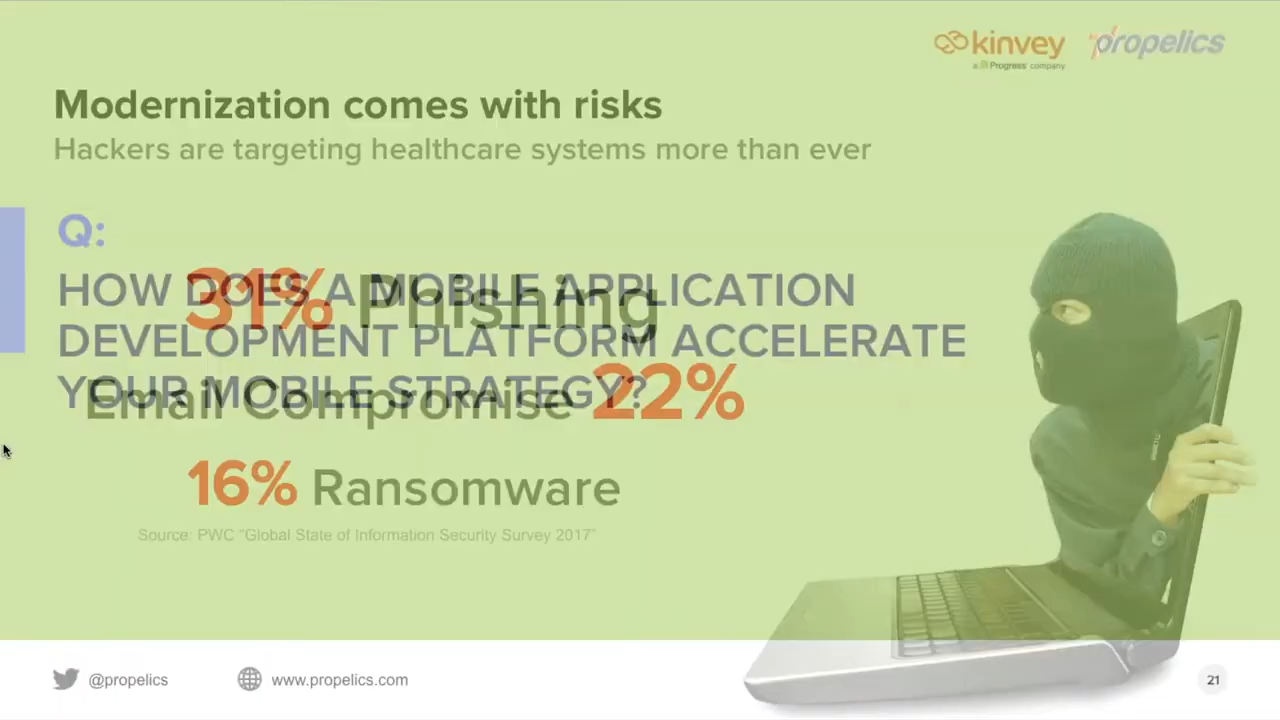 kinvey
a Progress company
propelics
Modernization comes with risks
Hackers are targeting healthcare systems more than ever
Q:
HOW DOES A MOBILE APPLICATION
DEVELOPMENT PLATFORM ACCELERATE
YOUR MOBILE STRATEGY?
31% Phishing
Email Compromise 22%
16% Ransomware
Source: PWC "Global State of Information Security Survey 2017"
@propelics
www.propelics.com
21